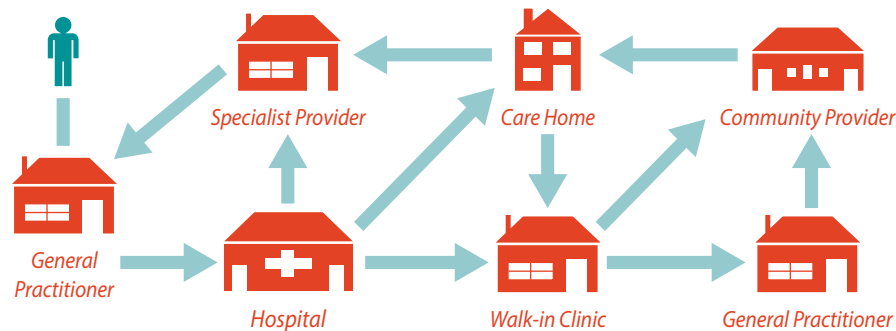 Specialist Provider
Care Home
Community Provider
General
Practitioner
Hospital
Walk-in Clinic
General Practitioner